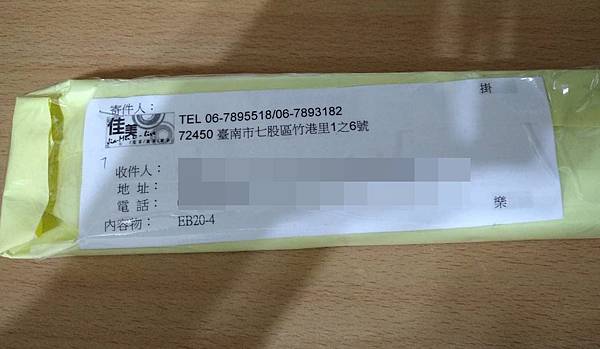 寄件人：
掛
佳美
TEL 06-7895518/06-7893182
72450 臺南市七股區竹港里1之6號
收件人：
地 址：
電 話：
樂
內容物： EB20-4